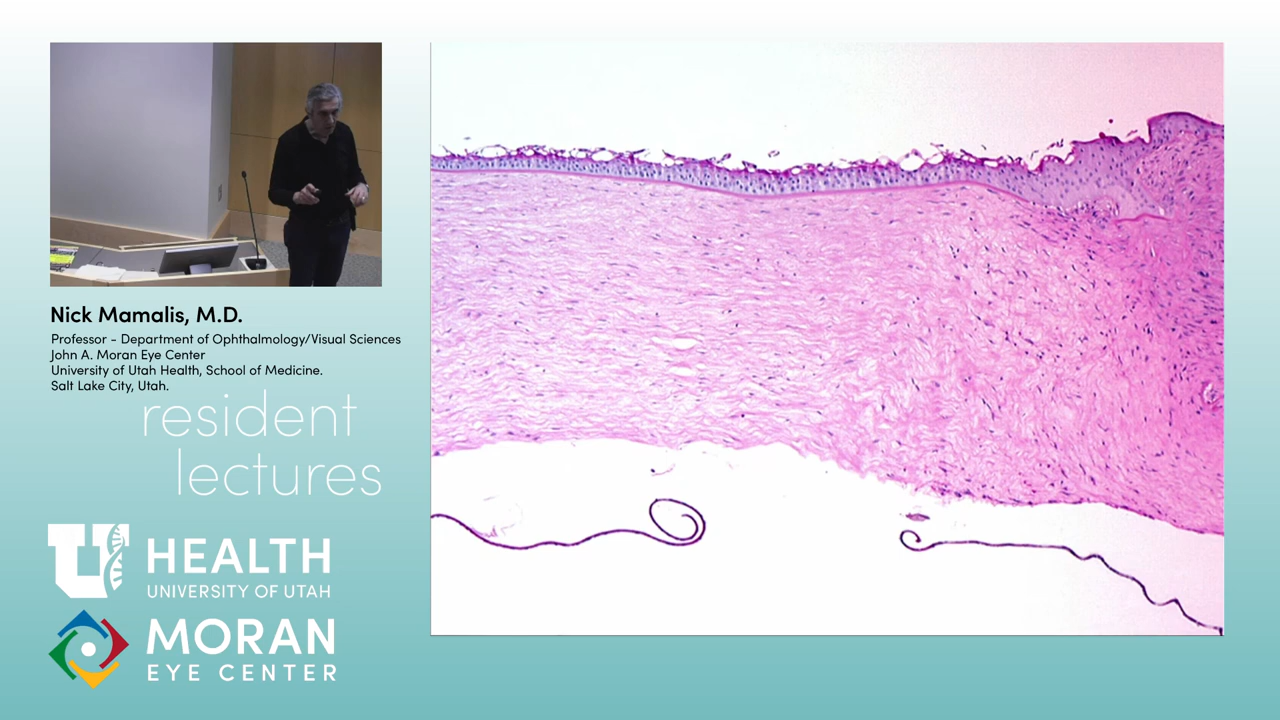 Nick Mamalis, M.D.
Professor - Department of Ophthalmology/Visual Sciences
John A. Moran Eye Center
University of Utah Health, School of Medicine.
Salt Lake City, Utah.
resident
lectures
U HEALTH
UNIVERSITY OF UTAH
MORAN
EYE CENTER